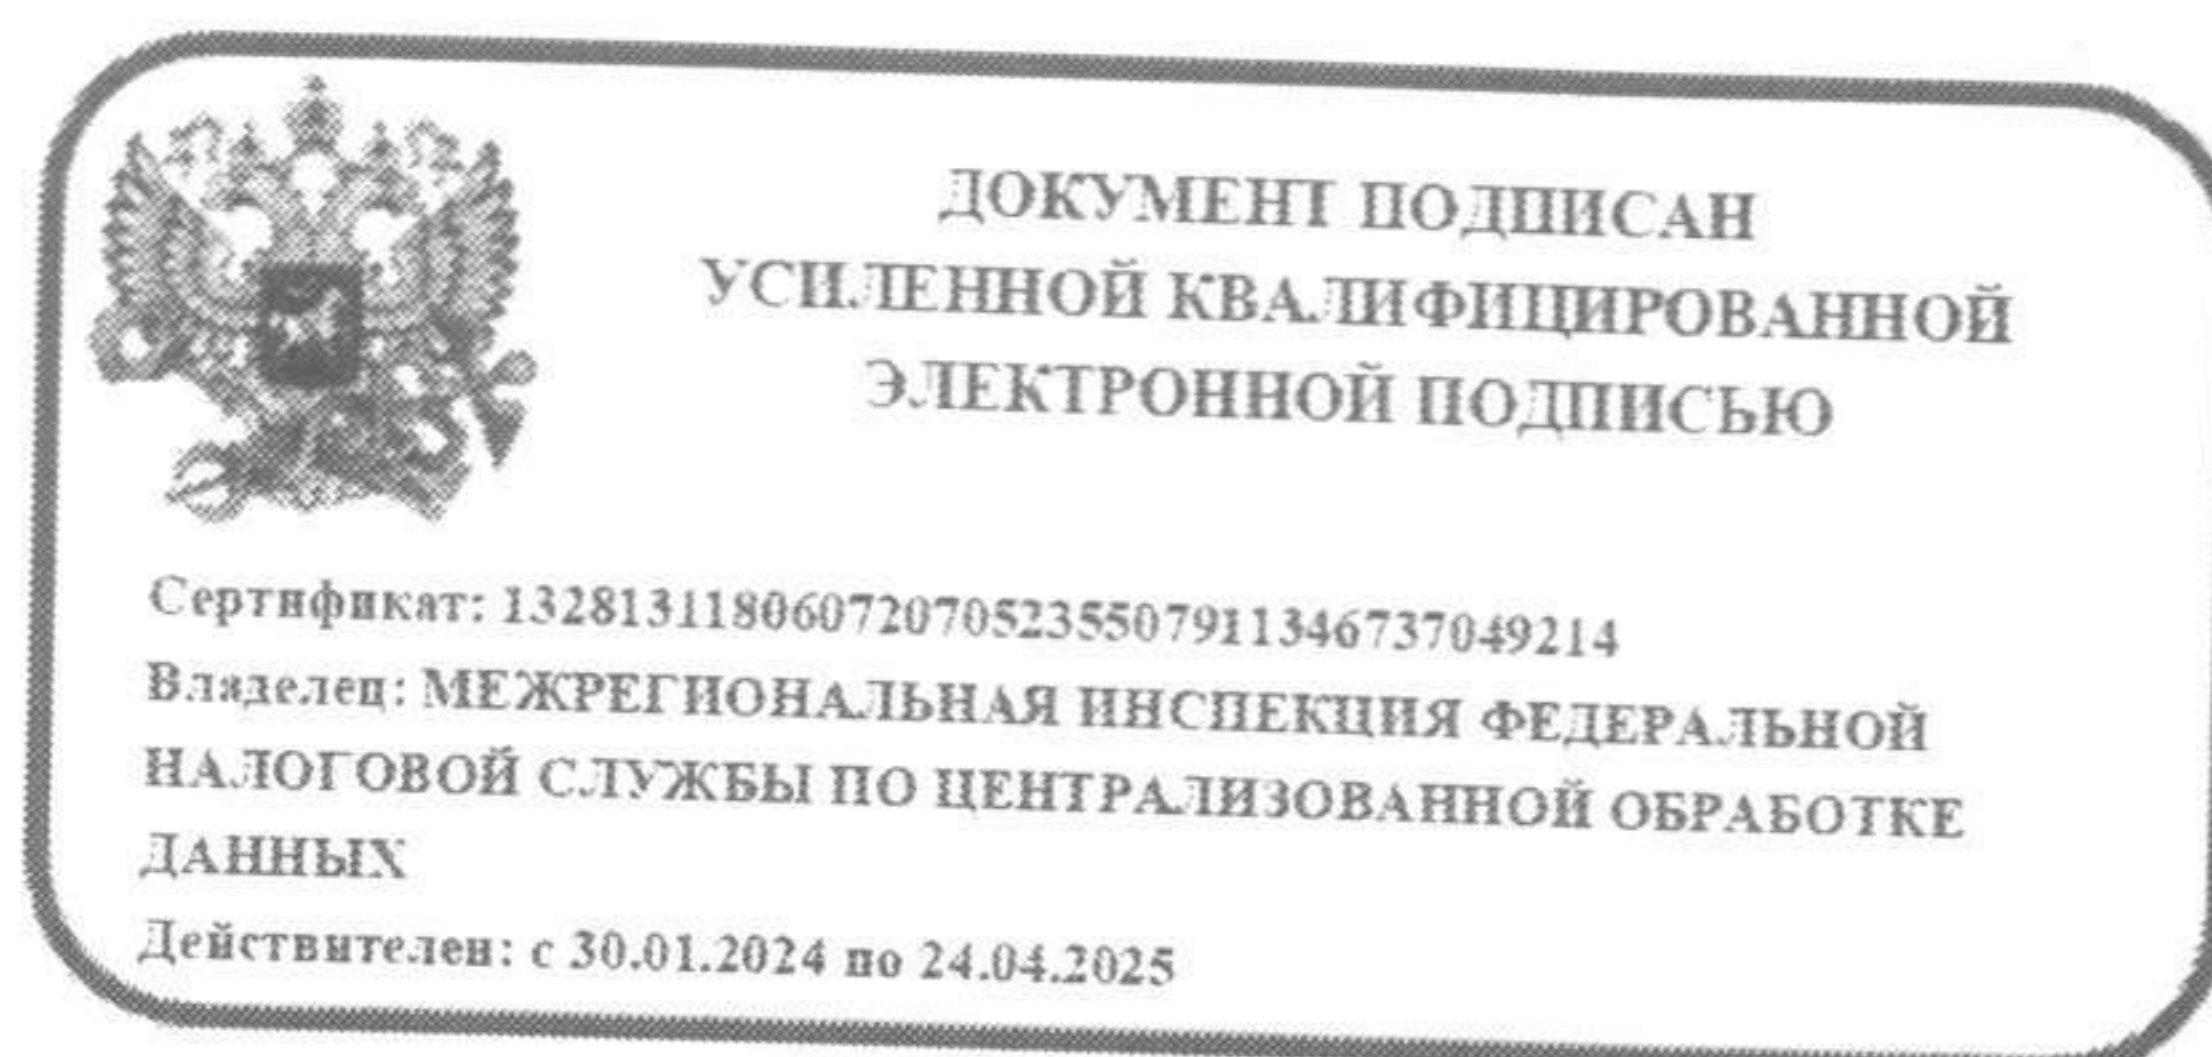 ДОКУМЕНТ ПОДПИСАН
УСИЛЕННОЙ КВАЛИФИЦИРОВАННОЙ
ЭЛЕКТРОННОЙ ПОДПИСЬЮ
Сертификат: 132813118060720705235507911346737049214
Владелец: МЕЖРЕГИОНАЛЬНАЯ ИНСПЕКЦИЯ ФЕДЕРАЛЬНОЙ
НАЛОГОВОЙ СЛУЖБЫ ПО ЦЕНТРАЛИЗОВАННОЙ ОБРАБОТКЕ
ДАННЫХ
Действителен: с 30.01.2024 по 24.04.2025